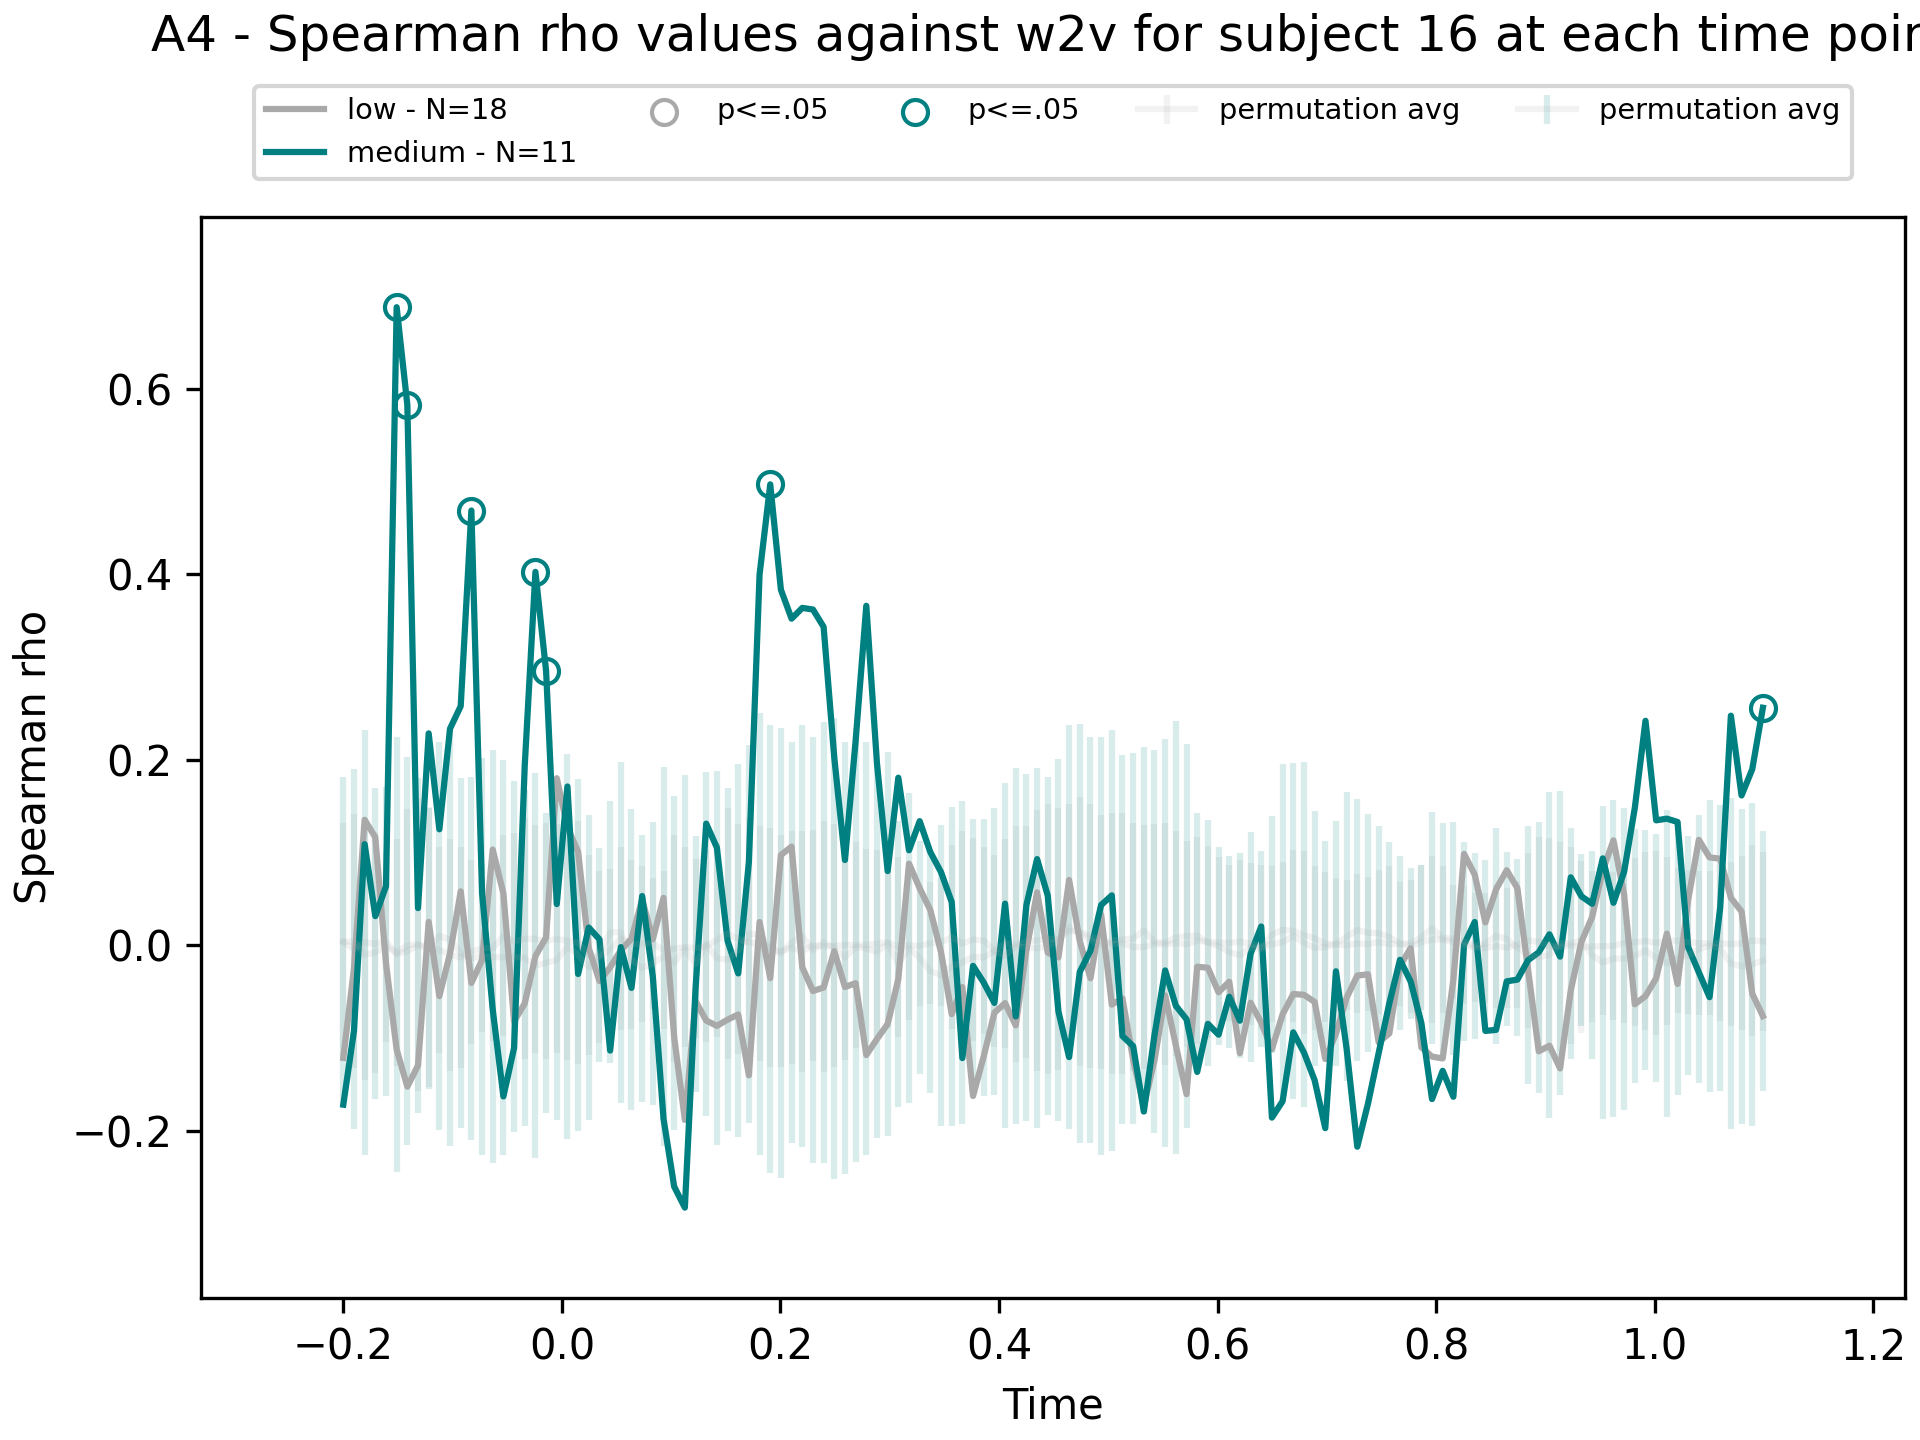 A4 - Spearman rho values against w2v for subject 16 at each time poin
low - N=18
medium - N=11
p<=.05
p<=.05
permutation avg
permutation avg
Spearman rho
0.6
0.4
0.2
0.0
−0.2
−0.2 0.0 0.2 0.4 0.6 0.8 1.0 1.2
Time